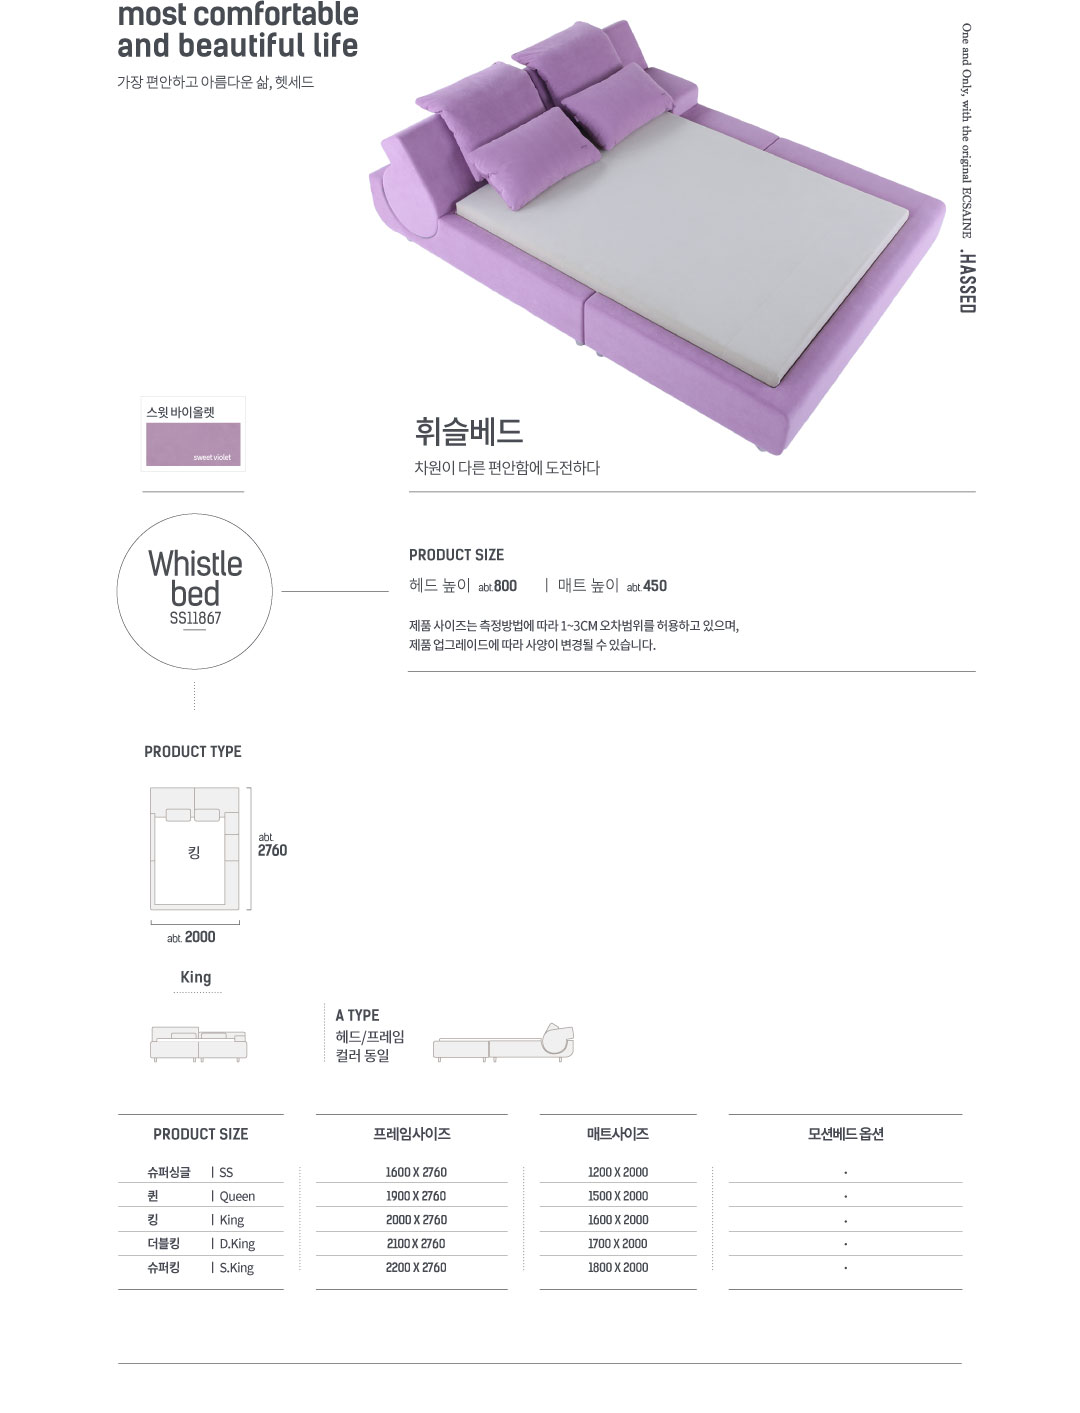 most comfortable
and beautiful life
가장 편안하고 아름다운 삶, 헷세드
One and Only, with the original ECSAINE .HASSED
스윗 바이올렛
sweet violet
휘슬베드
차원이 다른 편안함에 도전하다
Whistle
bed
SS11867
PRODUCT SIZE
헤드 높이 abt.800 | 매트 높이 abt.450
제품 사이즈는 측정방법에 따라 1~3CM 오차범위를 허용하고 있으며,
제품 업그레이드에 따라 사양이 변경될 수 있습니다.
PRODUCT TYPE
킹
abt.
2760
abt. 2000
King
A TYPE
헤드/프레임
컬러 동일
PRODUCT SIZE 프레임사이즈 매트사이즈 모션베드 옵션
슈퍼싱글 | SS 1600 X 2760 1200 X 2000 ·
퀸 | Queen 1900 X 2760 1500 X 2000 ·
킹 | King 2000 X 2760 1600 X 2000 ·
더블킹 | D.King 2100 X 2760 1700 X 2000 ·
슈퍼킹 | S.King 2200 X 2760 1800 X 2000 ·